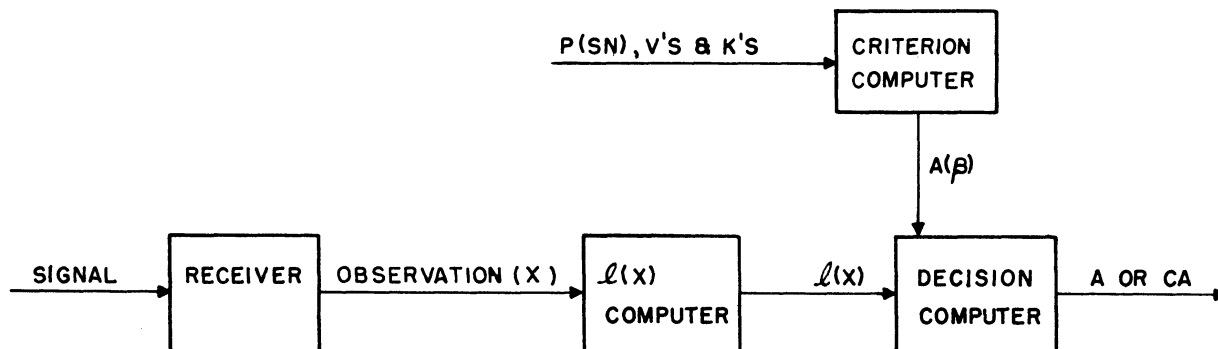 P(SN), V'S & K'S
CRITERION
COMPUTER
A(β)
SIGNAL
RECEIVER
OBSERVATION (X)
ℓ(X)
COMPUTER
ℓ(X)
DECISION
COMPUTER
A OR CA